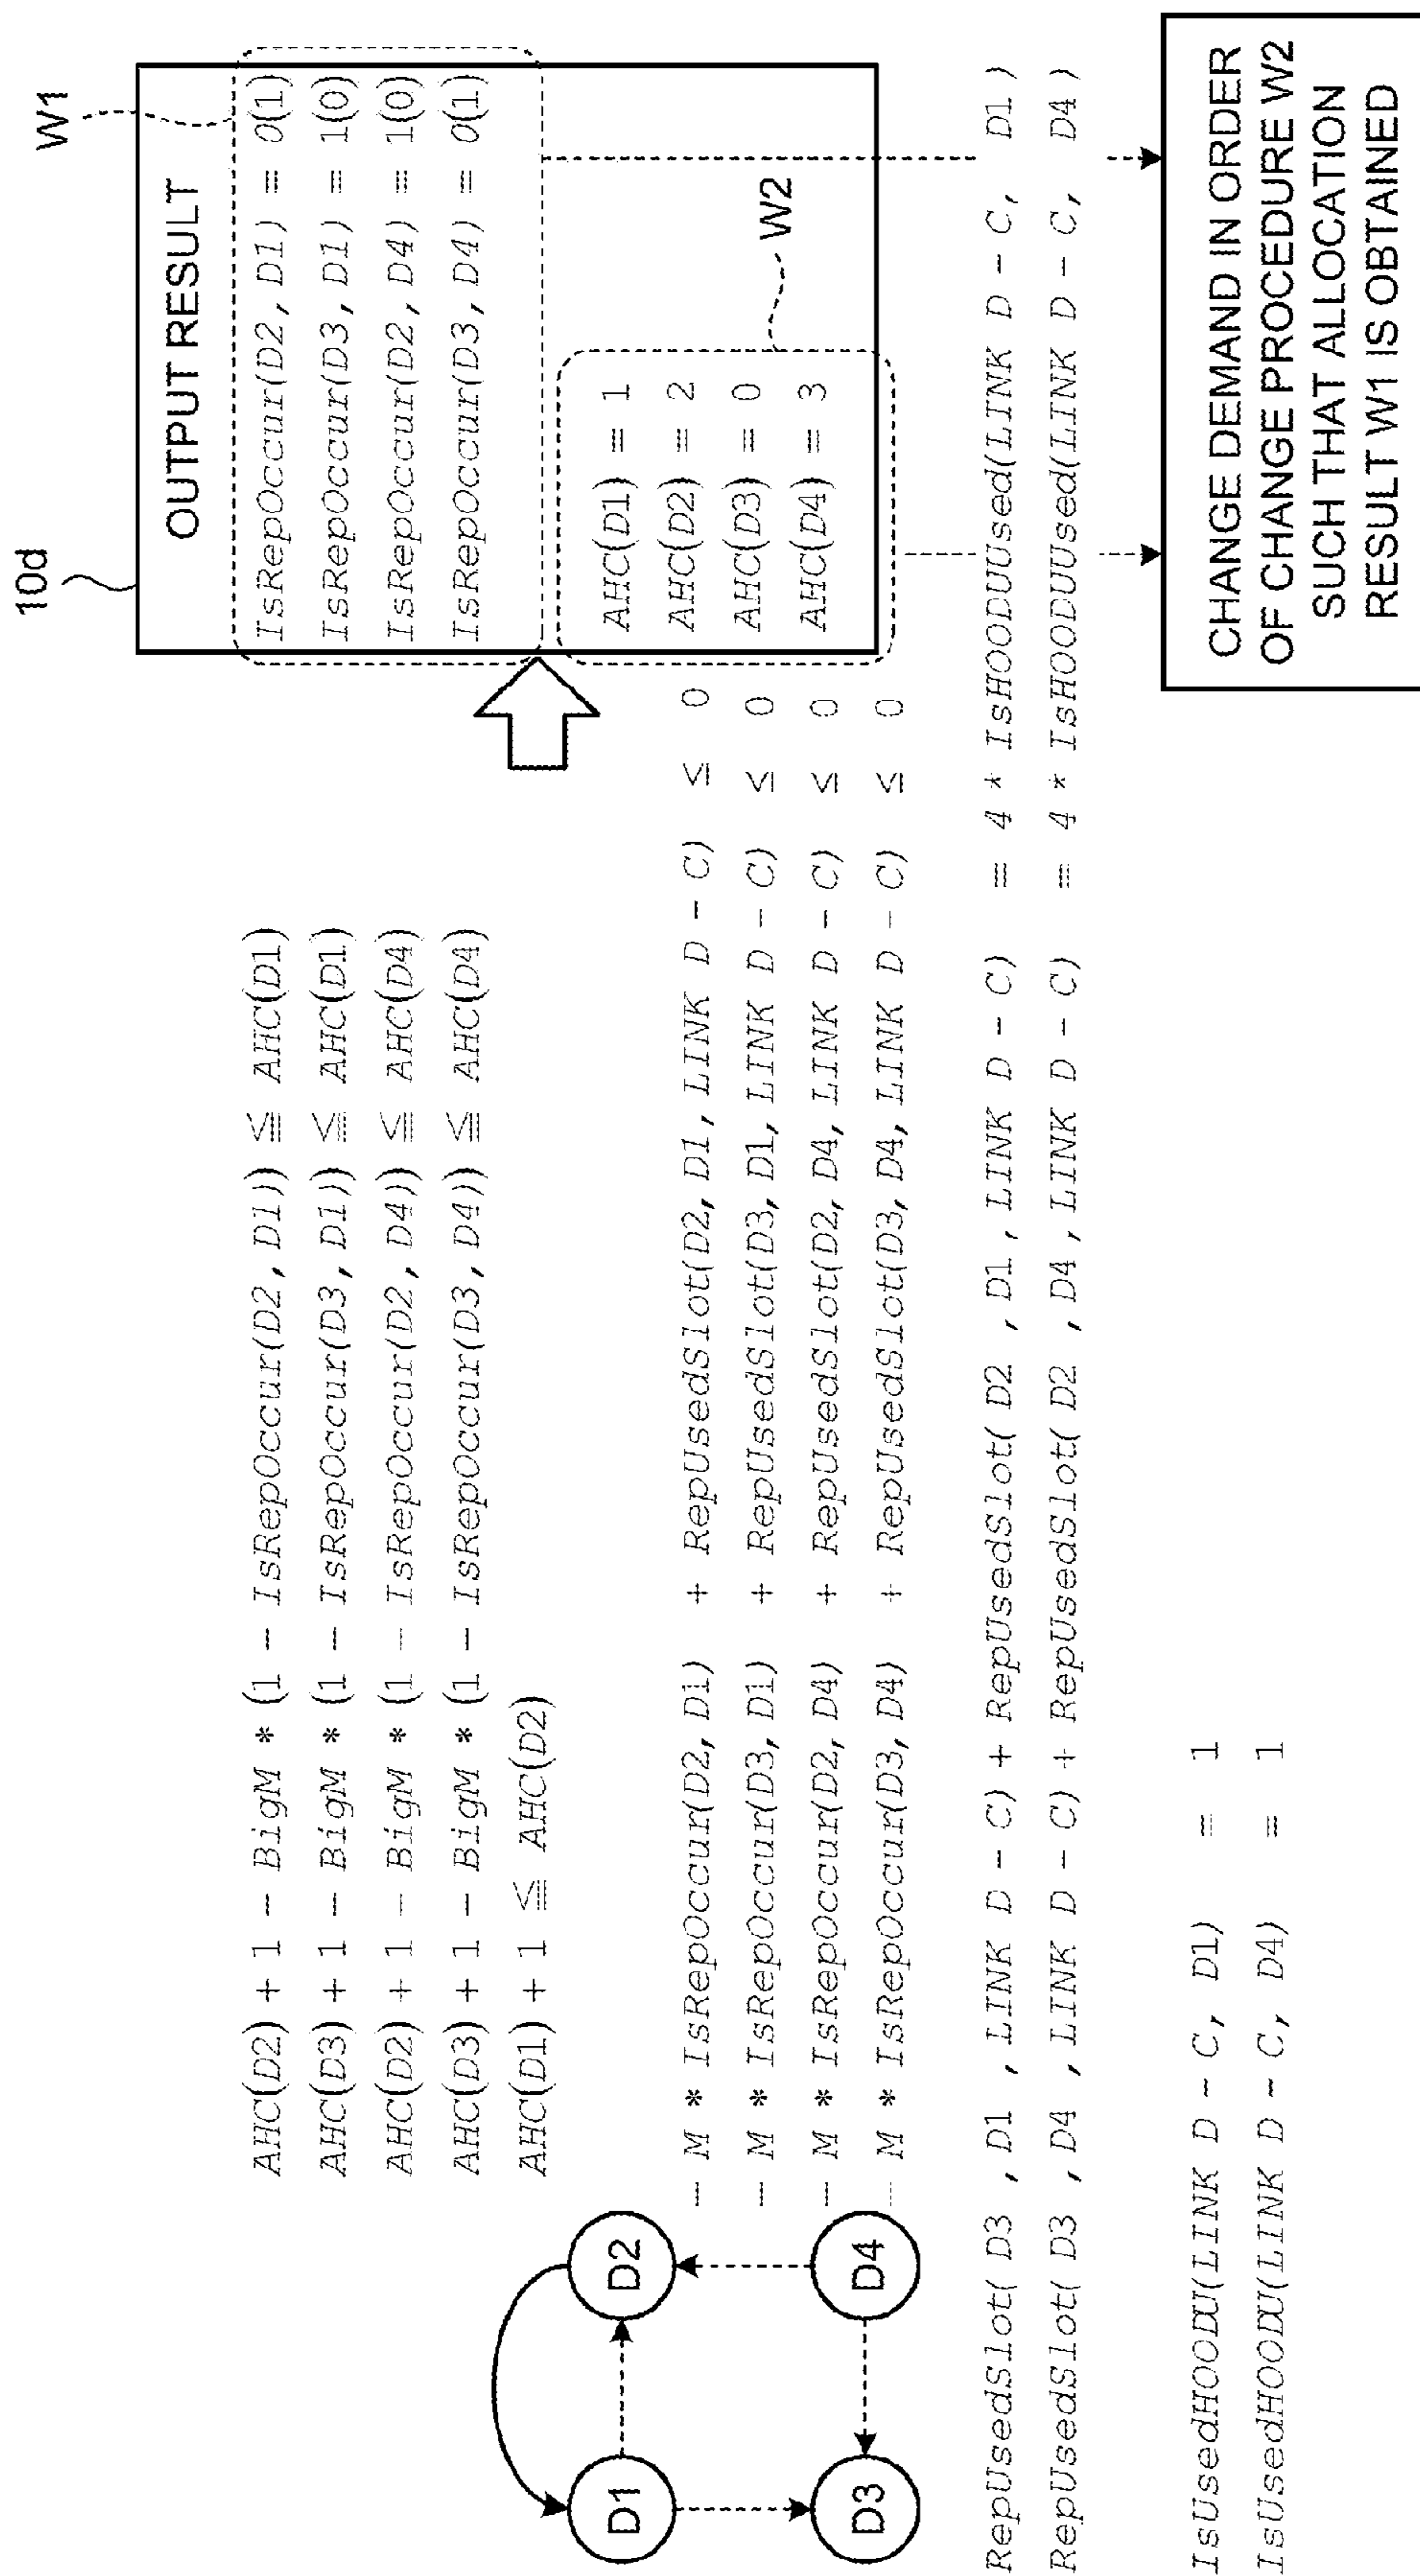 10d
W1
OUTPUT RESULT
IsRepOccur(D2, D1) = 0(1)
IsRepOccur(D3, D1) = 1(0)
IsRepOccur(D2, D4) = 1(0)
IsRepOccur(D3, D4) = 0(1)
W2
AHC(D1) = 1
AHC(D2) = 2
AHC(D3) = 0
AHC(D4) = 3
AHC(D2) + 1 - BigM * (1 - IsRepOccur(D2, D1)) ≦ AHC(D1)
AHC(D3) + 1 - BigM * (1 - IsRepOccur(D3, D1)) ≦ AHC(D1)
AHC(D2) + 1 - BigM * (1 - IsRepOccur(D2, D4)) ≦ AHC(D4)
AHC(D3) + 1 - BigM * (1 - IsRepOccur(D3, D4)) ≦ AHC(D4)
AHC(D1) + 1 ≦ AHC(D2)
D1
D2
D3
D4
- M * IsRepOccur(D2, D1) + RepUsedSlot(D2, D1, LINK D - C) ≤ 0
- M * IsRepOccur(D3, D1) + RepUsedSlot(D3, D1, LINK D - C) ≤ 0
- M * IsRepOccur(D2, D4) + RepUsedSlot(D2, D4, LINK D - C) ≤ 0
- M * IsRepOccur(D3, D4) + RepUsedSlot(D3, D4, LINK D - C) ≤ 0
RepUsedSlot( D3 , D1 , LINK D - C) + RepUsedSlot( D2 , D1 , LINK D - C) = 4 * IsHOODUUsed(LINK D - C, D1 )
RepUsedSlot( D3 , D4 , LINK D - C) + RepUsedSlot( D2 , D4 , LINK D - C) = 4 * IsHOODUUsed(LINK D - C, D4 )
IsUsedHOODU(LINK D - C, D1) = 1
IsUsedHOODU(LINK D - C, D4) = 1
CHANGE DEMAND IN ORDER
OF CHANGE PROCEDURE W2
SUCH THAT ALLOCATION
RESULT W1 IS OBTAINED